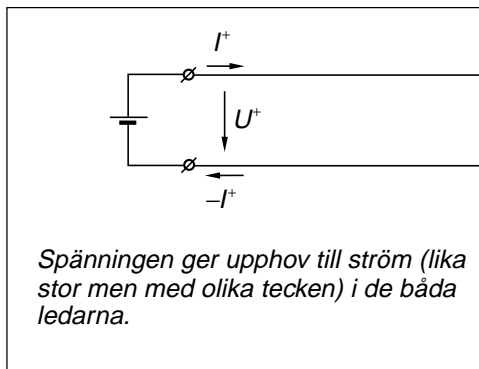 I⁺
U⁺
–I⁺
Spänningen ger upphov till ström (lika
stor men med olika tecken) i de båda
ledarna.